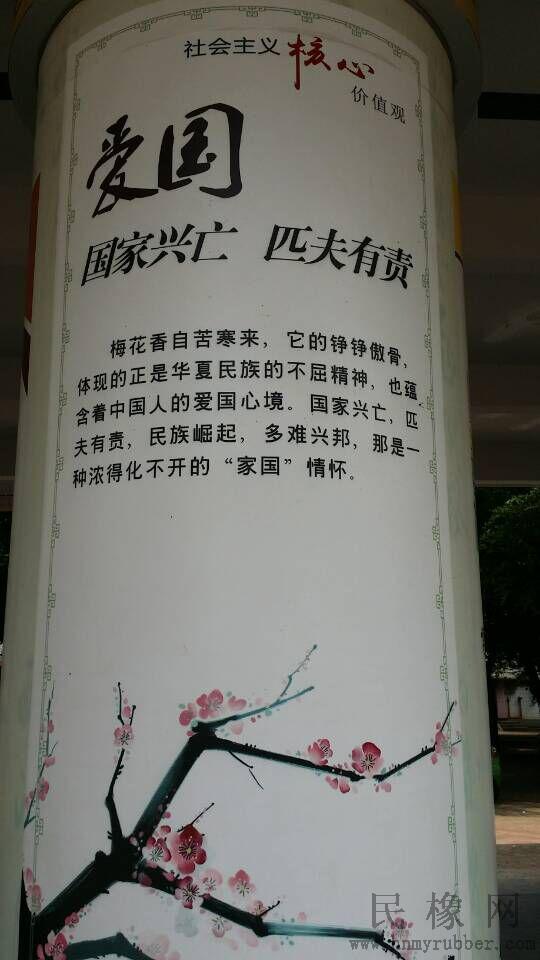 社会主义核心
价值观
爱国
国家兴亡 匹夫有责
梅花香自苦寒来，它的铮铮傲骨，
体现的正是华夏民族的不屈精神，也蕴
含着中国人的爱国心境。国家兴亡，匹
夫有责，民族崛起，多难兴邦，那是一
种浓得化不开的“家国”情怀。
民橡网
www.hnmyrubber.com